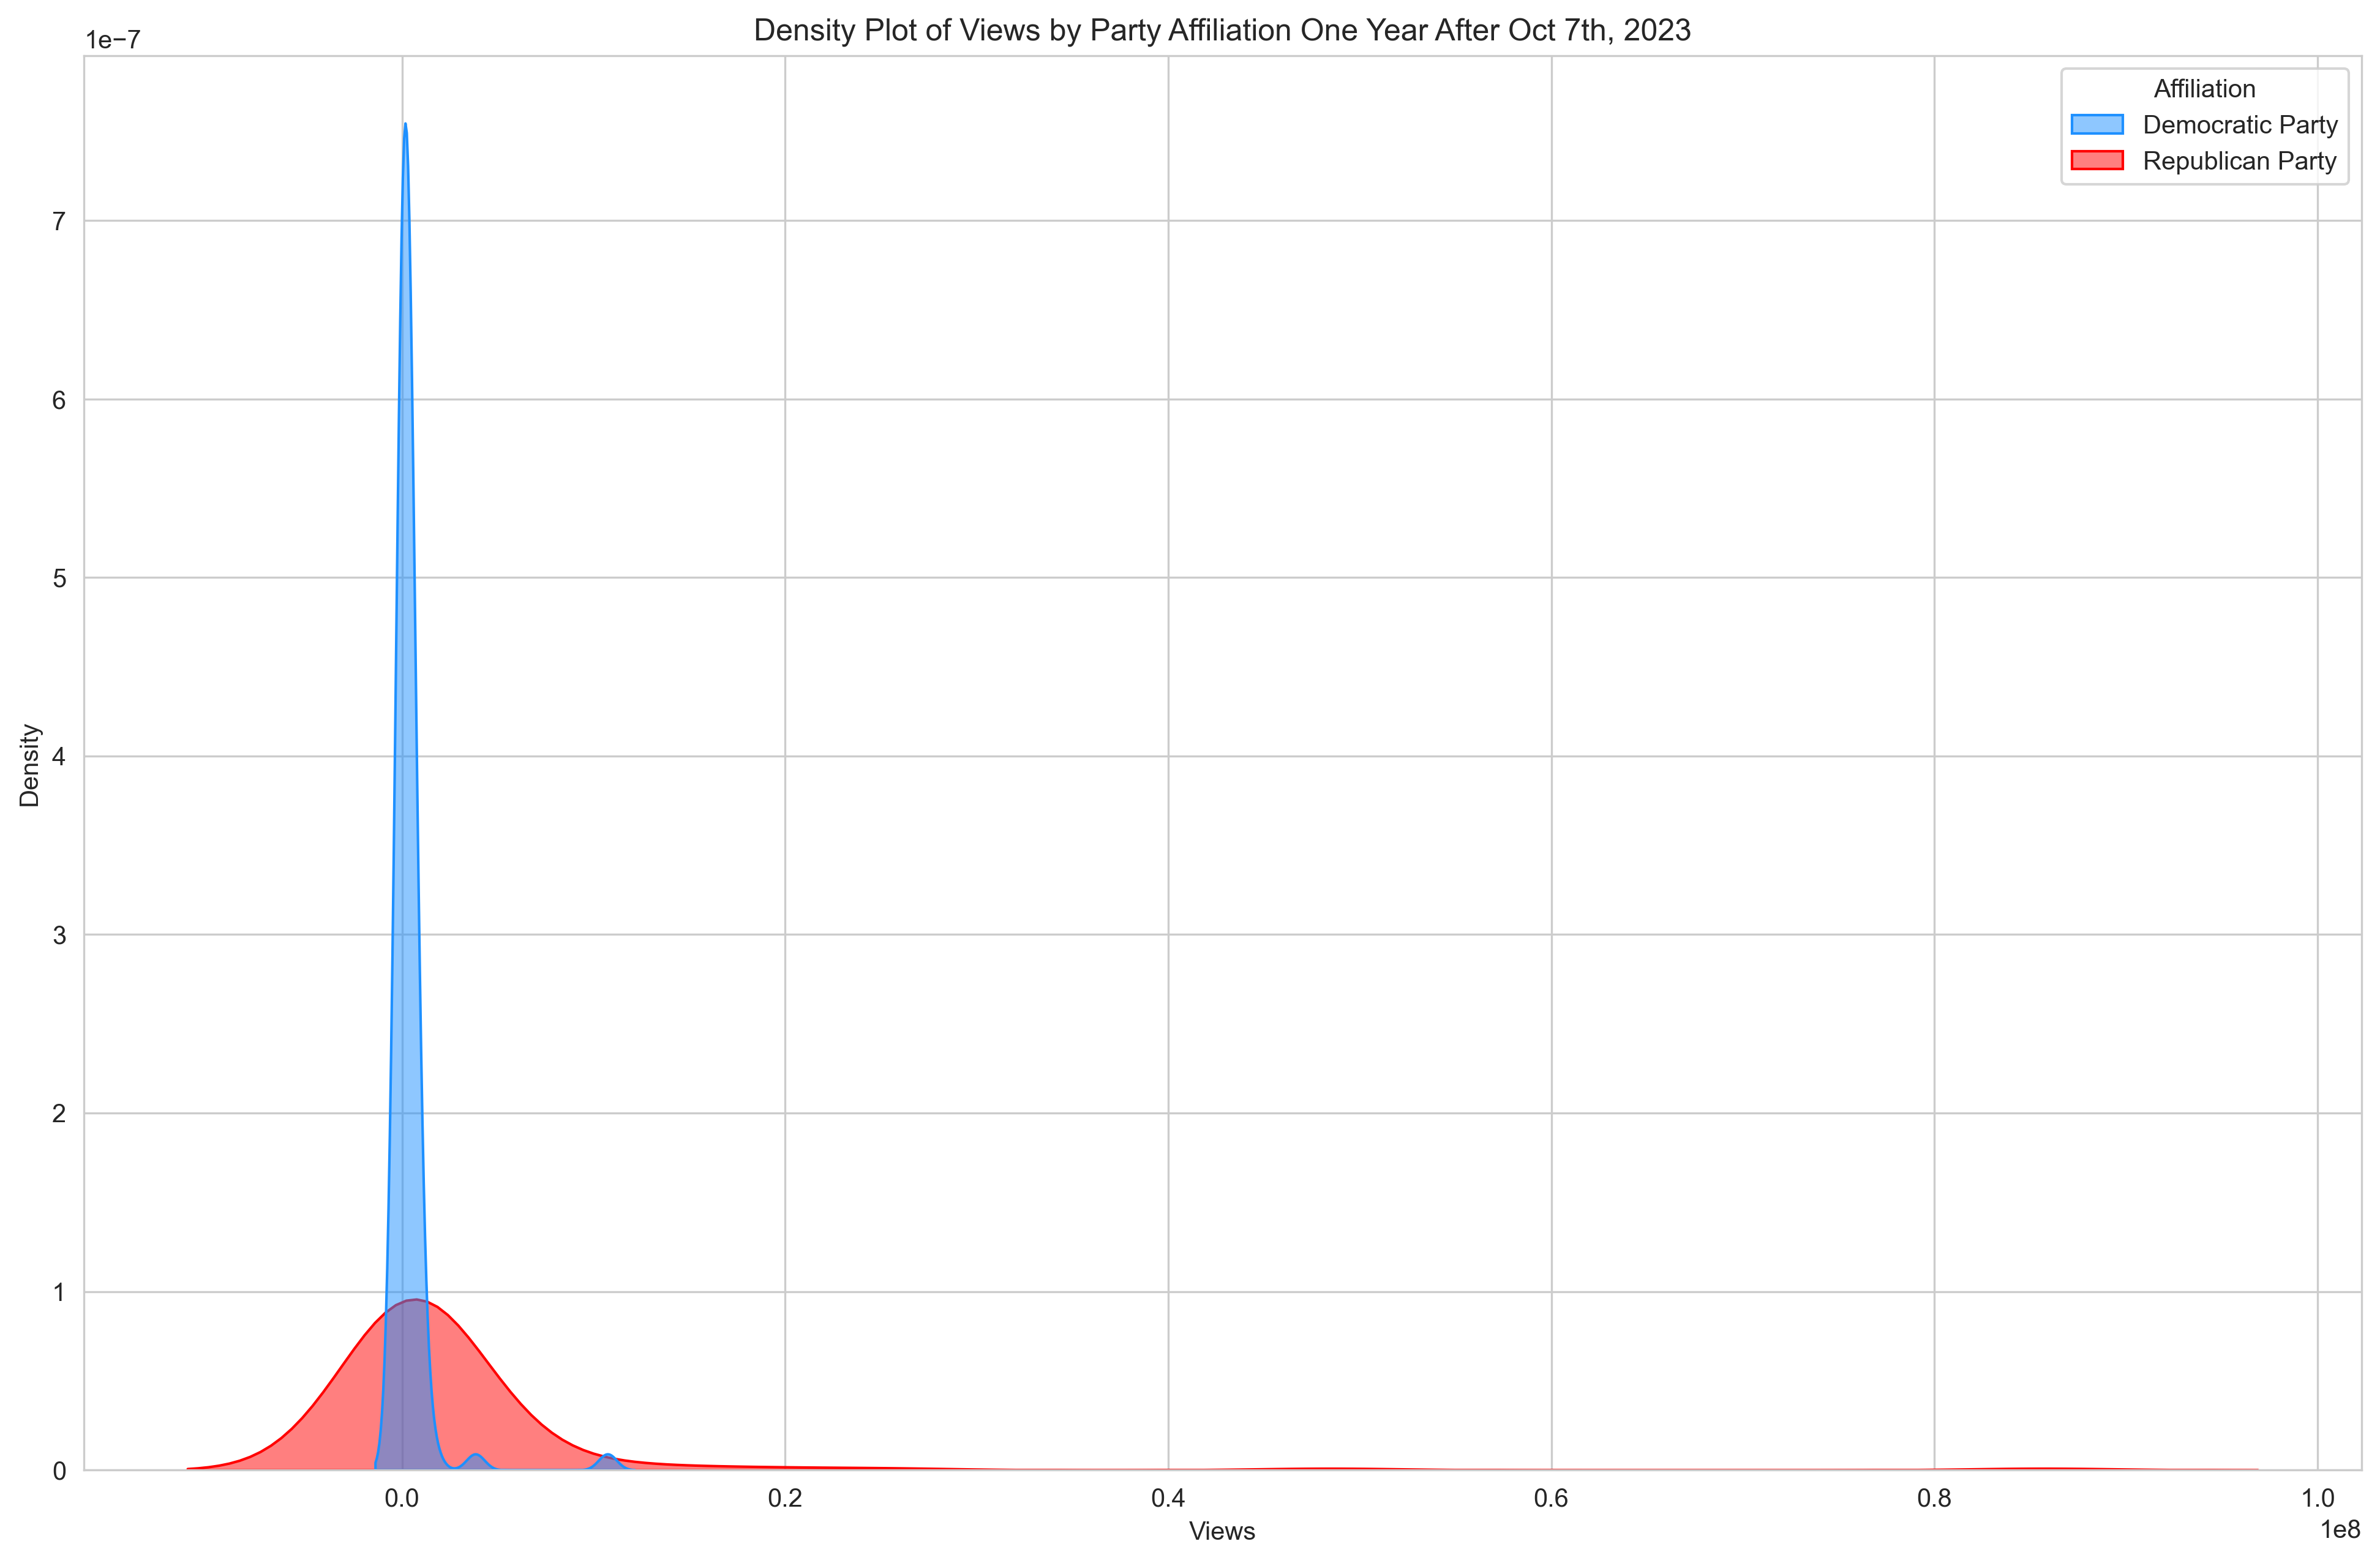 Density Plot of Views by Party Affiliation One Year After Oct 7th, 2023
1e−7
Affiliation
Democratic Party
Republican Party
7
6
5
4
3
2
1
0
Density
0.0 0.2 0.4 0.6 0.8 1.0
Views
1e8